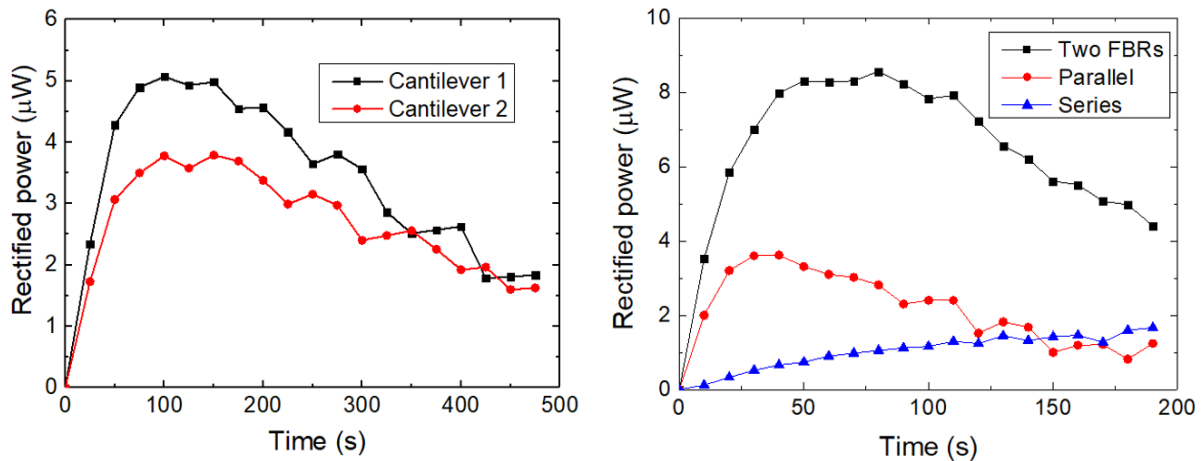 6
5
4
3
2
1
0
Rectified power (μW)
Cantilever 1
Cantilever 2
0 100 200 300 400 500
Time (s)
10
8
6
4
2
0
Rectified power (μW)
Two FBRs
Parallel
Series
0 50 100 150 200
Time (s)